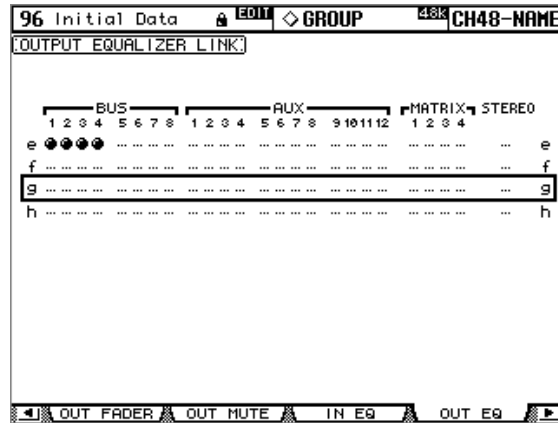 96 Initial Data EDIT GROUP 48k CH48-NAME
OUTPUT EQUALIZER LINK
BUS AUX MATRIX STEREO
1 2 3 4 5 6 7 8 1 2 3 4 5 6 7 8 9 10 11 12 1 2 3 4
e e
f f
g g
h h
OUT FADER OUT MUTE IN EQ OUT EQ